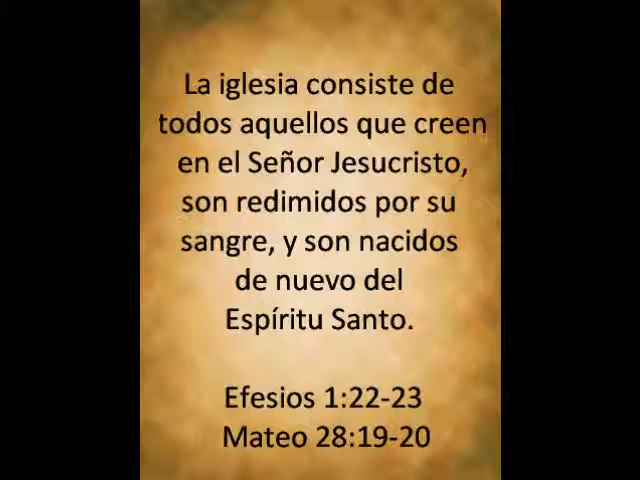 La iglesia consiste de
todos aquellos que creen
en el Señor Jesucristo,
son redimidos por su
sangre, y son nacidos
de nuevo del
Espíritu Santo.
Efesios 1:22-23
Mateo 28:19-20